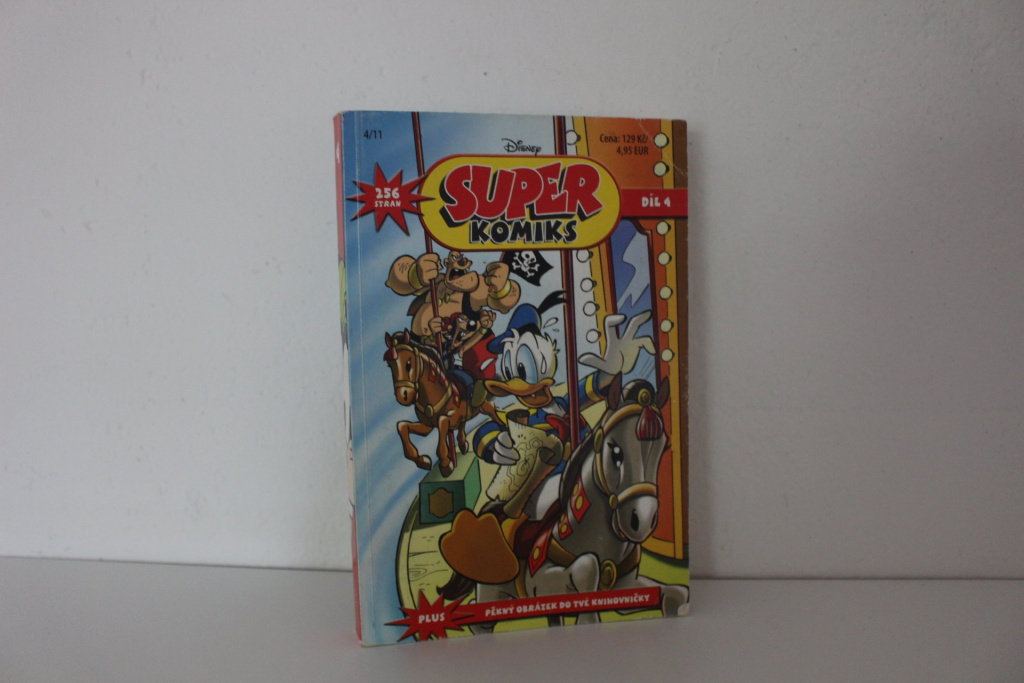 4/11
Cena: 129 Kč/
4,95 EUR
Disney
256
STRAN
SUPER
KOMIKS
DÍL 4
PLUS
PĚKNÝ OBRÁZEK DO TVÉ KNIHOVNIČKY